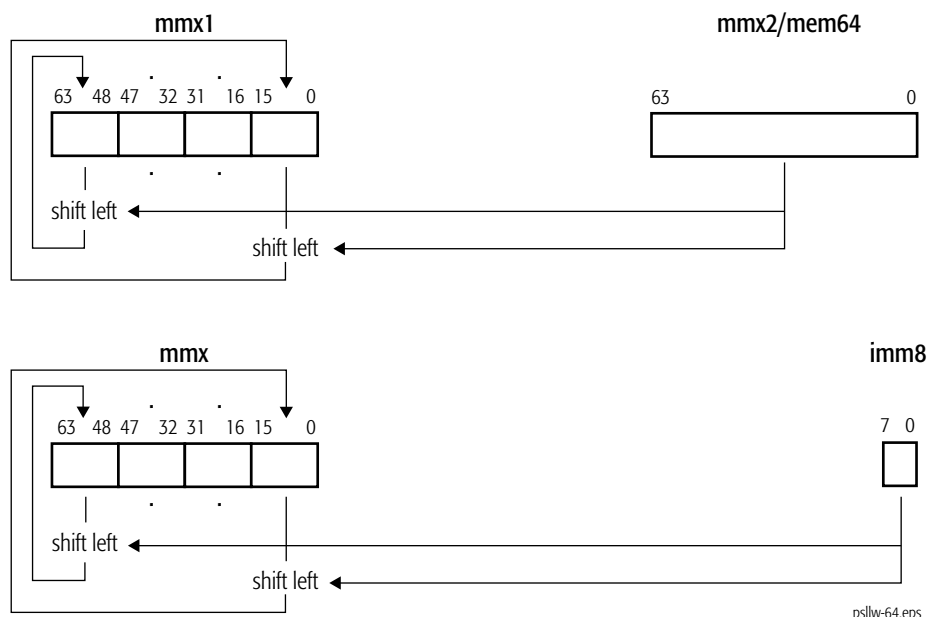 mmx1 mmx2/mem64
. .
63 48 47 32 31 16 15 0 63 0
. .
shift left
shift left
mmx imm8
. .
63 48 47 32 31 16 15 0 7 0
. .
shift left
shift left
psllw-64.eps